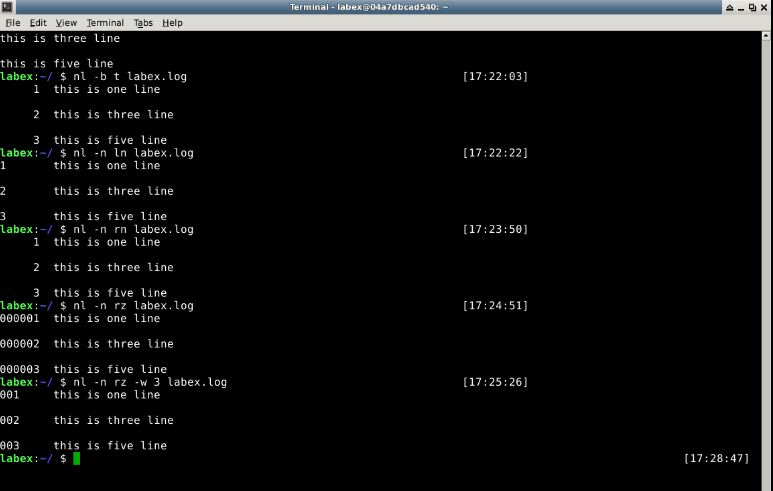 Terminal - labex@04a7dbcad540: ~
File Edit View Terminal Tabs Help
this is three line
this is five line
labex:~/ $ nl -b t labex.log [17:22:03]
1 this is one line
2 this is three line
3 this is five line
labex:~/ $ nl -n ln labex.log [17:22:22]
1 this is one line
2 this is three line
3 this is five line
labex:~/ $ nl -n rn labex.log [17:23:50]
1 this is one line
2 this is three line
3 this is five line
labex:~/ $ nl -n rz labex.log [17:24:51]
000001 this is one line
000002 this is three line
000003 this is five line
labex:~/ $ nl -n rz -w 3 labex.log [17:25:26]
001 this is one line
002 this is three line
003 this is five line
labex:~/ $ [17:28:47]